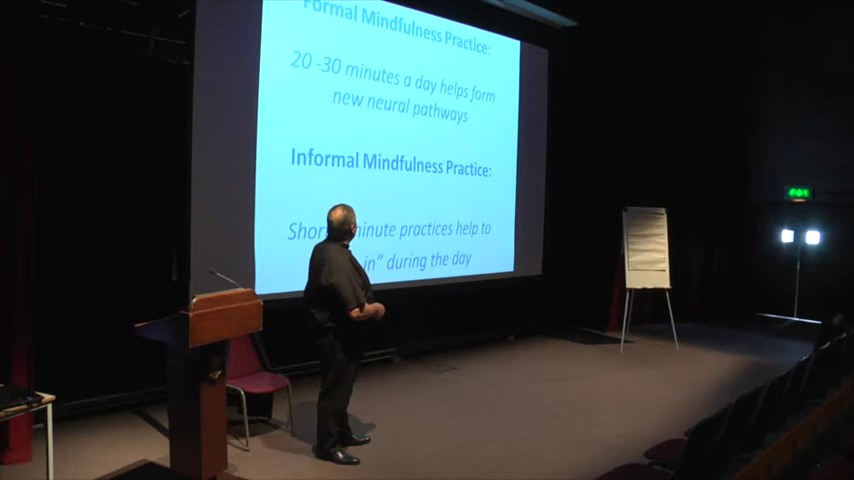 Formal Mindfulness Practice:
20 -30 minutes a day helps form
new neural pathways
Informal Mindfulness Practice:
minute practices help to
in” during the day.